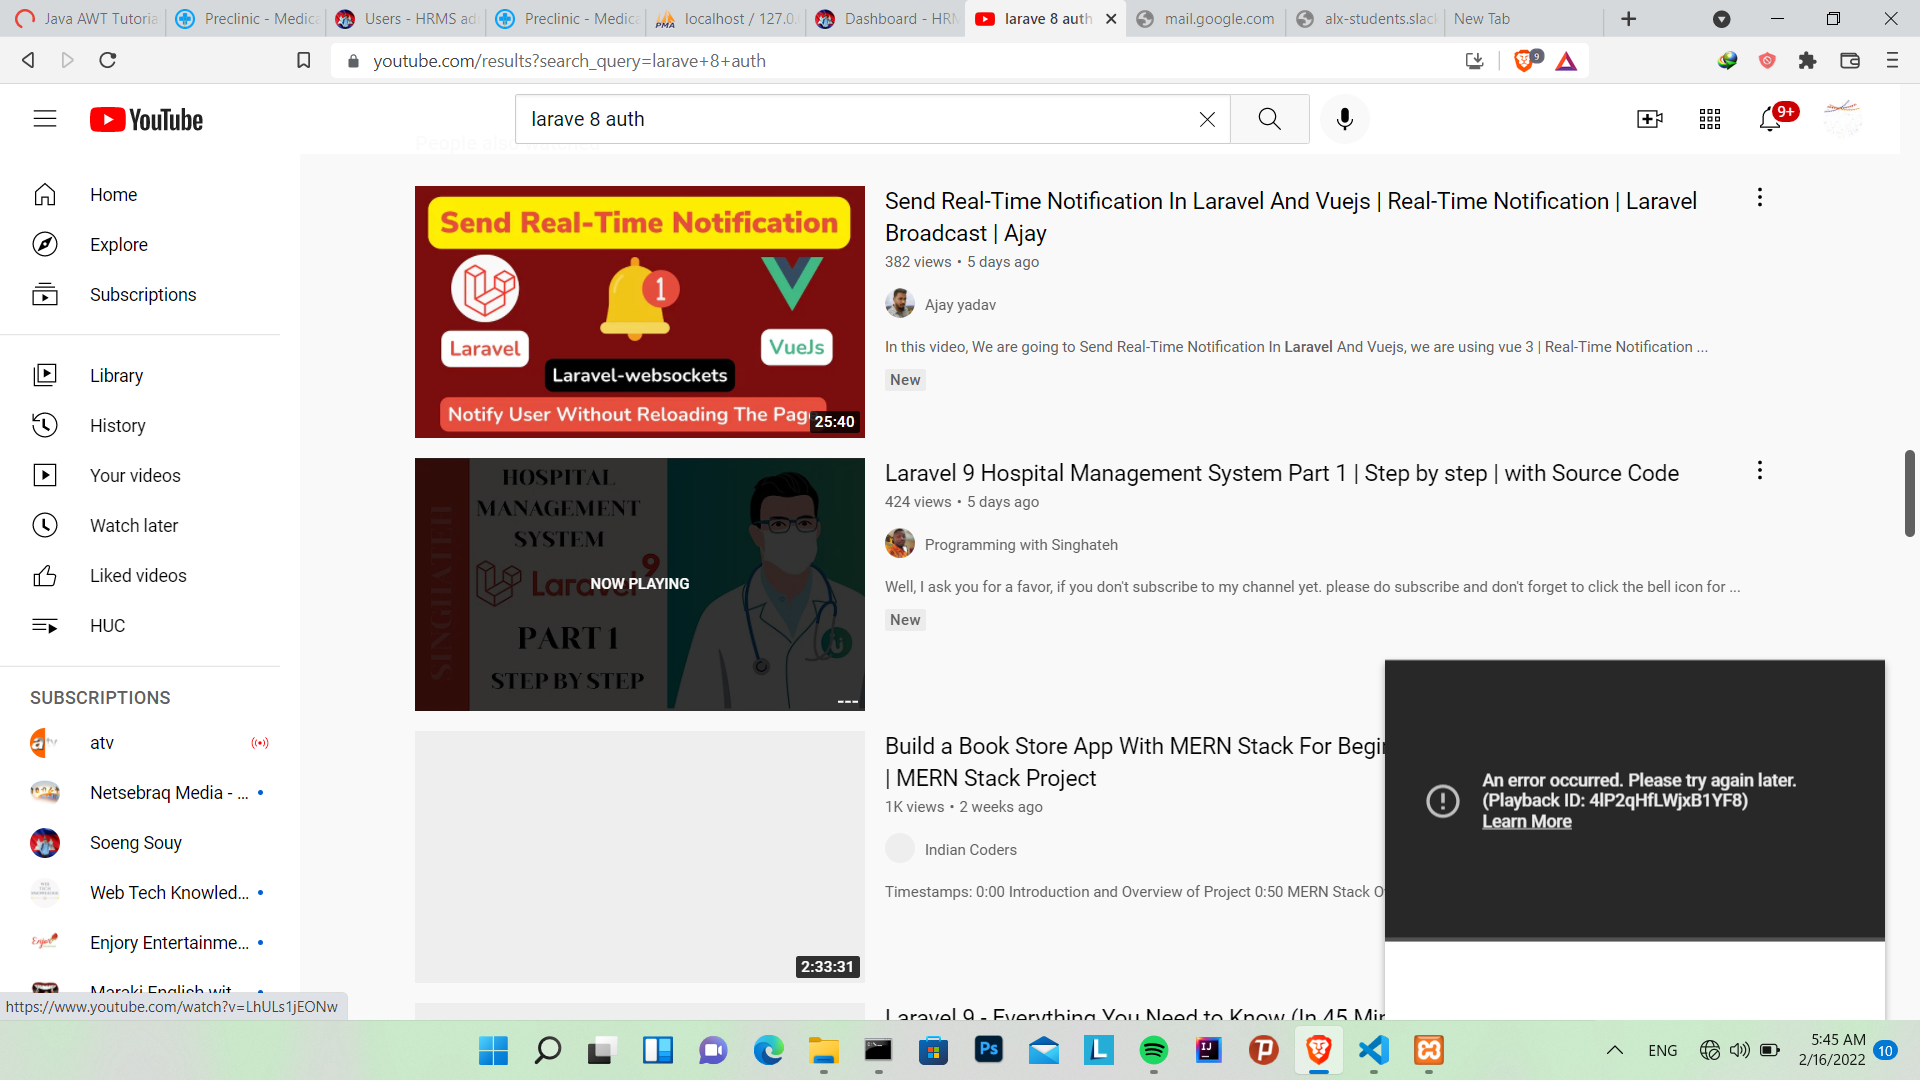 Java AWT Tutoria
Preclinic - Medica
Users - HRMS ad
Preclinic - Medica
localhost / 127.0.
Dashboard - HRM
larave 8 auth
mail.google.com
alx-students.slac
New Tab
youtube.com/results?search_query=larave+8+auth
9
YouTube
larave 8 auth
9+
People also watched
Home
Explore
Subscriptions
Library
History
Your videos
Watch later
Liked videos
HUC
SUBSCRIPTIONS
atv
Netsebraq Media - ...
Soeng Souy
Web Tech Knowled...
Enjory Entertainme...
Maraki English wit
https://www.youtube.com/watch?v=LhULs1jEONw
Send Real-Time Notification
1
Laravel
VueJs
Laravel-websockets
Notify User Without Reloading The Pag
25:40
Send Real-Time Notification In Laravel And Vuejs | Real-Time Notification | Laravel
Broadcast | Ajay
382 views • 5 days ago
Ajay yadav
In this video, We are going to Send Real-Time Notification In Laravel And Vuejs, we are using vue 3 | Real-Time Notification ...
New
SINGHATEH
HOSPITAL
MANAGEMENT
SYSTEM
Laravel 9
NOW PLAYING
PART 1
STEP BY STEP
---
Laravel 9 Hospital Management System Part 1 | Step by step | with Source Code
424 views • 5 days ago
Programming with Singhateh
Well, I ask you for a favor, if you don't subscribe to my channel yet. please do subscribe and don't forget to click the bell icon for ...
New
2:33:31
Build a Book Store App With MERN Stack For Begin
| MERN Stack Project
1K views • 2 weeks ago
Indian Coders
Timestamps: 0:00 Introduction and Overview of Project 0:50 MERN Stack O
Laravel 9 - Everything You Need to Know (In 45 Min
An error occurred. Please try again later.
(Playback ID: 4lP2qHfLWjxB1YF8)
Learn More
ENG
5:45 AM
2/16/2022
10